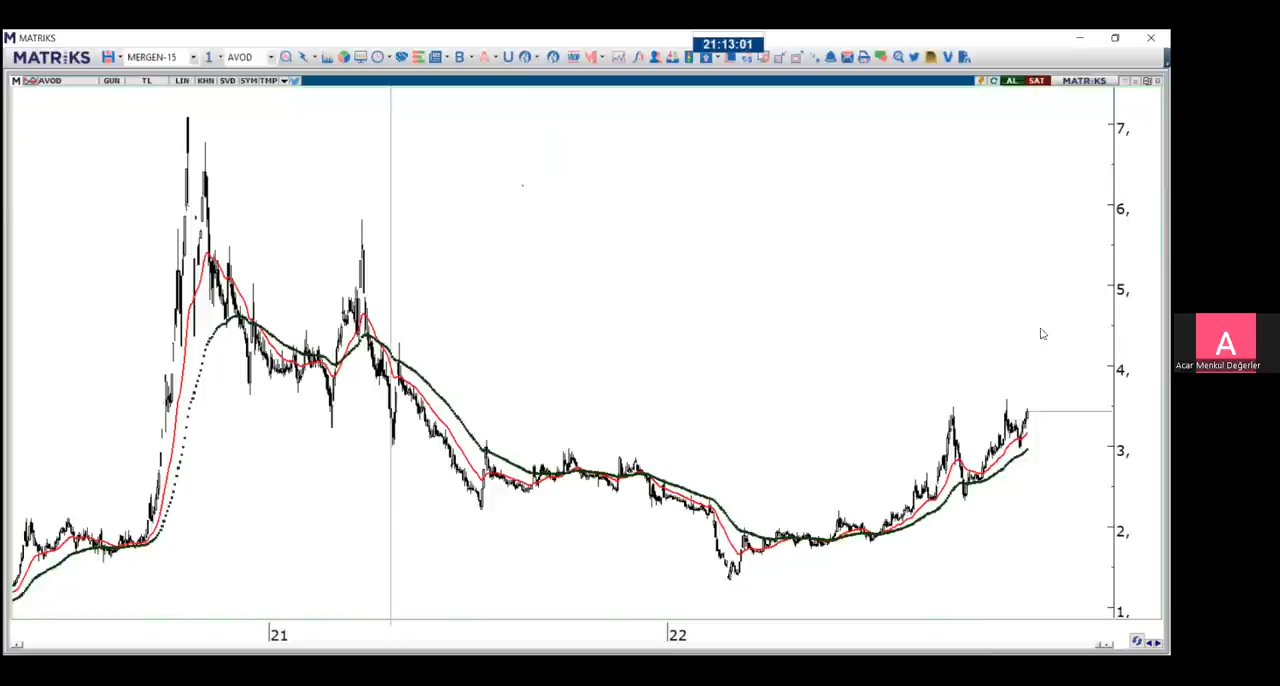 MATRIKS
21:13:01
MATRIKS MERGEN-15 1 AVOD B A U V
M AVOD GUN TL LIN KHN SVD SYM TMP AL SAT MATRIKS
7,
6,
5,
4,
3,
2,
1,
21 22
A
Acar Menkul Değerler